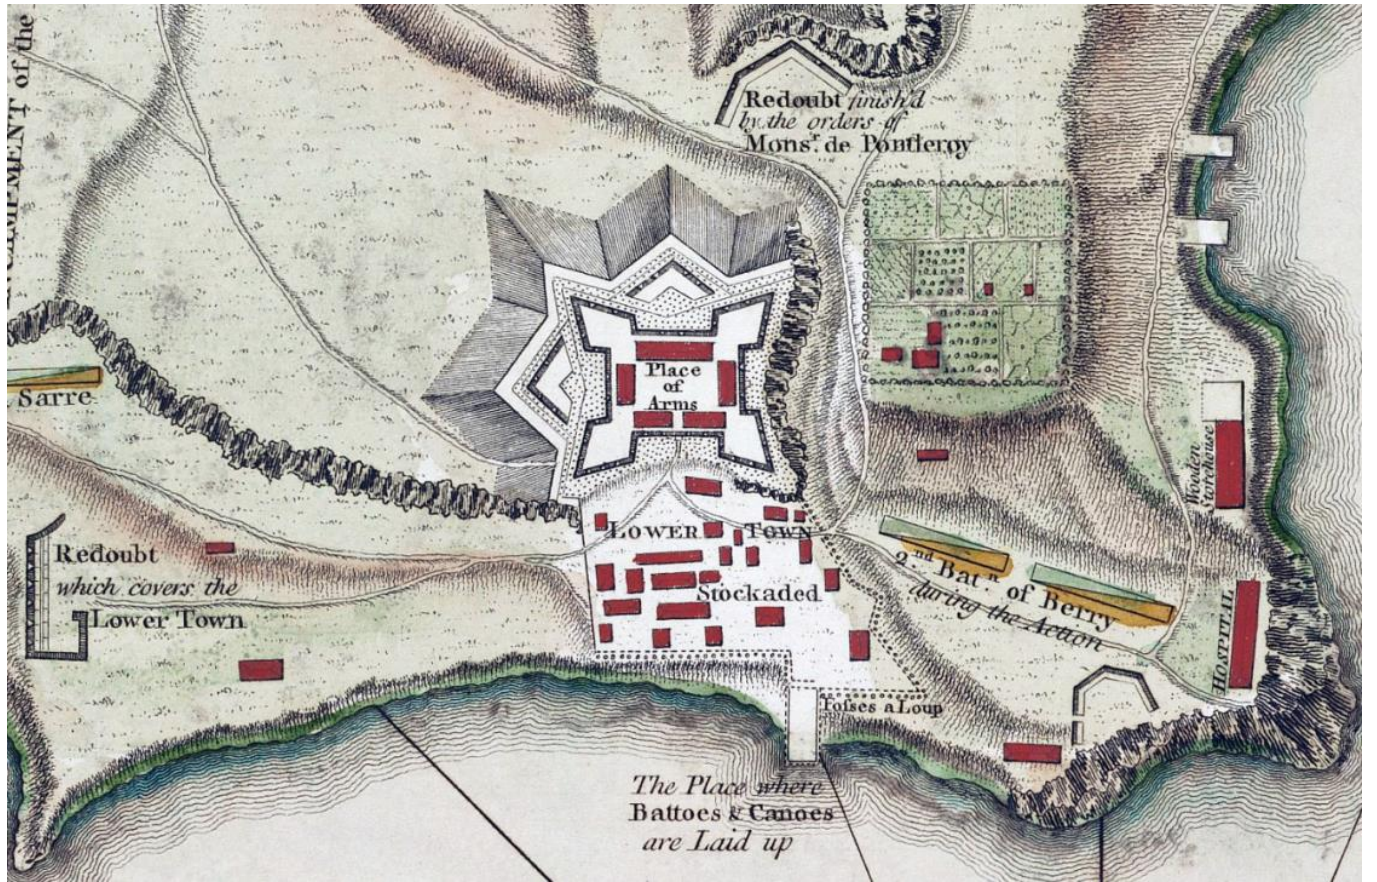 of the
Redoubt finish'd
by the orders of
Mons.r de Pontleroy
Place
of
Arms
Sarre
Wooden
Storehouses
LOWER TOWN
Stockaded
Redoubt
which covers the
Lower Town
2.nd Bat.n of Berry
during the Action
HOSPITAL
Fosses a Loup
The Place where
Battoes & Canoes
are Laid up